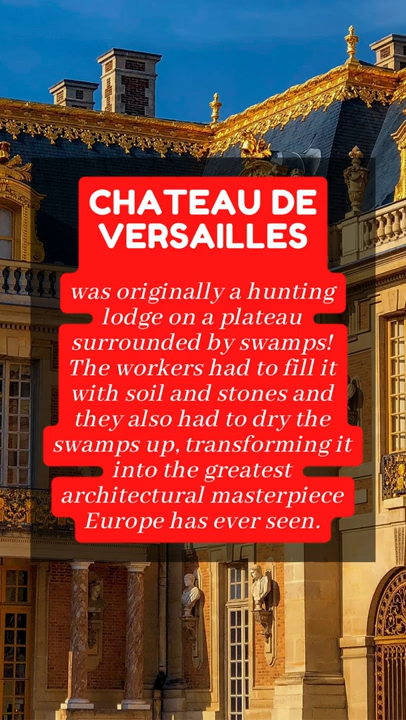 CHATEAU DE
VERSAILLES
was originally a hunting
lodge on a plateau
surrounded by swamps!
The workers had to fill it
with soil and stones and
they also had to dry the
swamps up, transforming it
into the greatest
architectural masterpiece
Europe has ever seen.